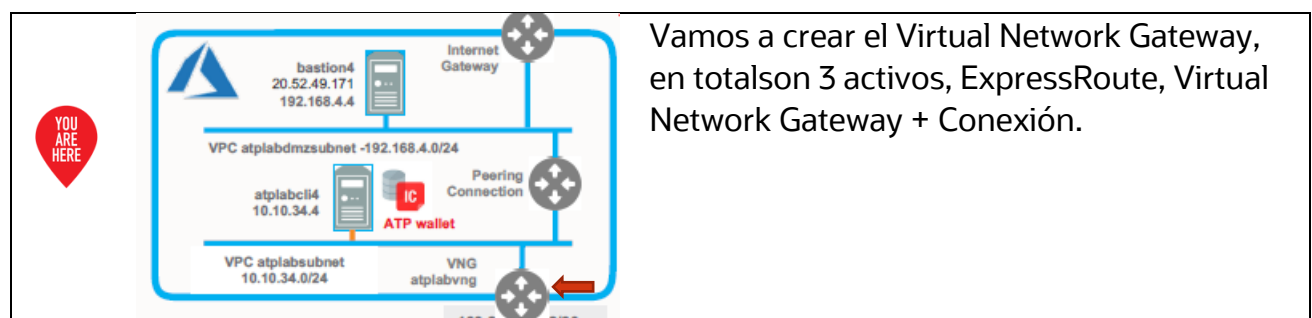 YOU
ARE
HERE
Internet
Gateway
bastion4
20.52.49.171
192.168.4.4
VPC atplabdmzsubnet -192.168.4.0/24
Peering
Connection
atplabcli4
10.10.34.4
IC
ATP wallet
VPC atplabsubnet
10.10.34.0/24
VNG
atplabvng
Vamos a crear el Virtual Network Gateway,
en totalson 3 activos, ExpressRoute, Virtual
Network Gateway + Conexión.